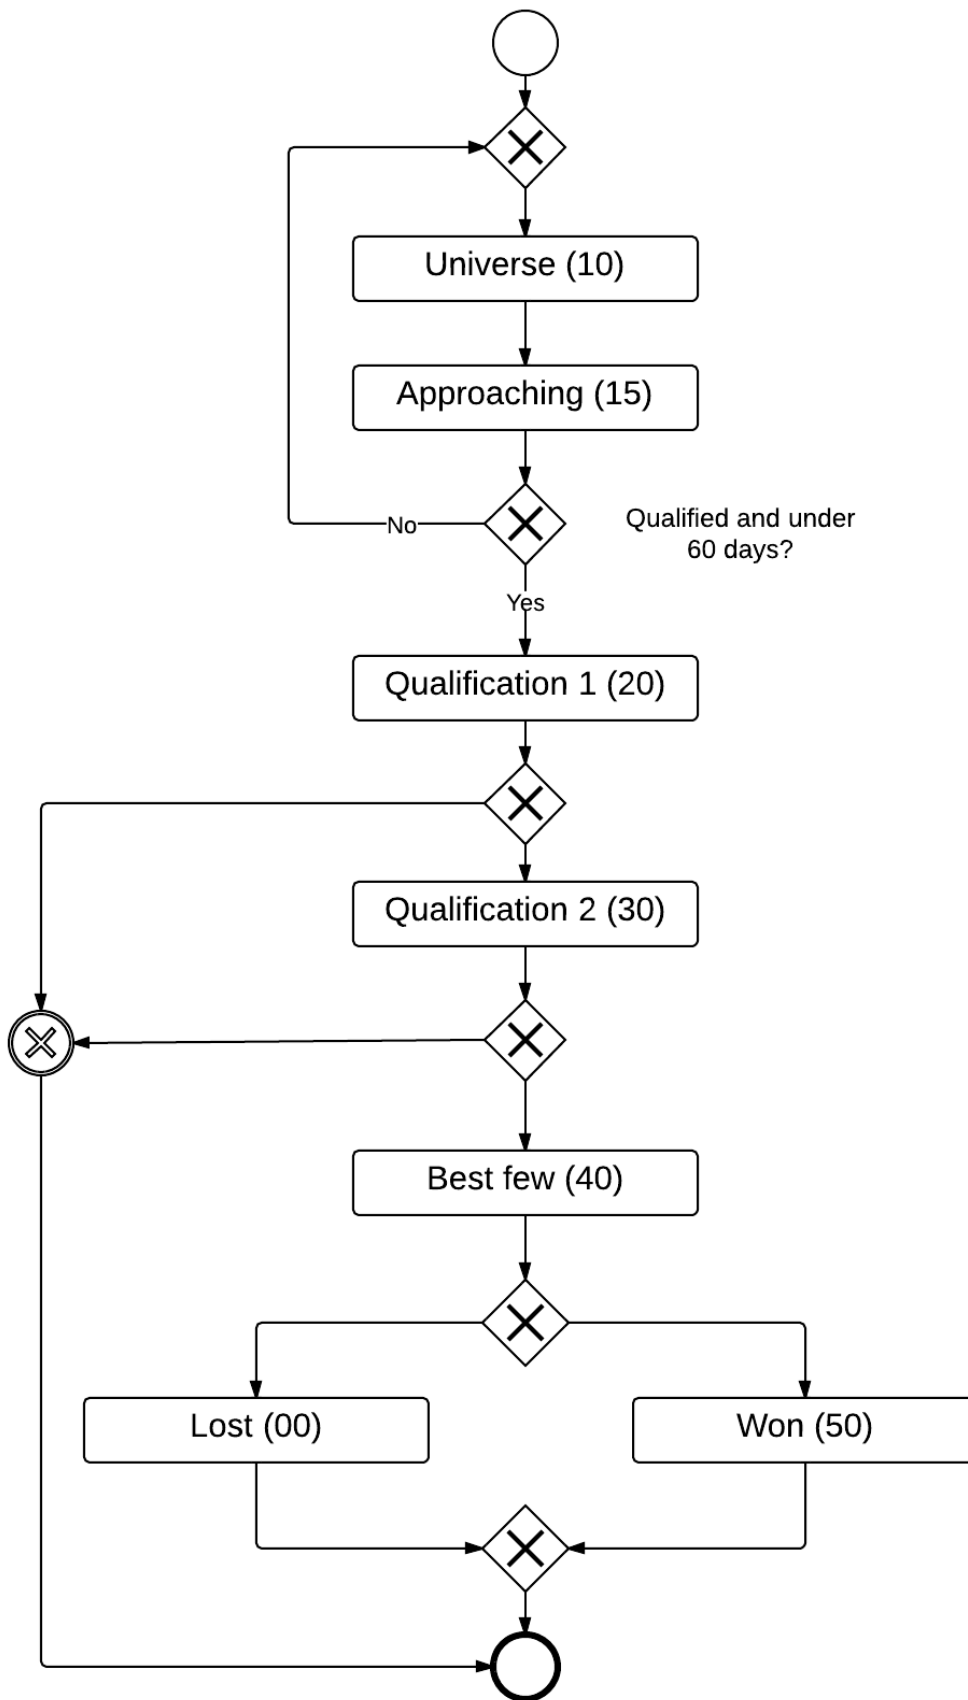 Universe (10)
Approaching (15)
No
Qualified and under
60 days?
Yes
Qualification 1 (20)
Qualification 2 (30)
Best few (40)
Lost (00)
Won (50)